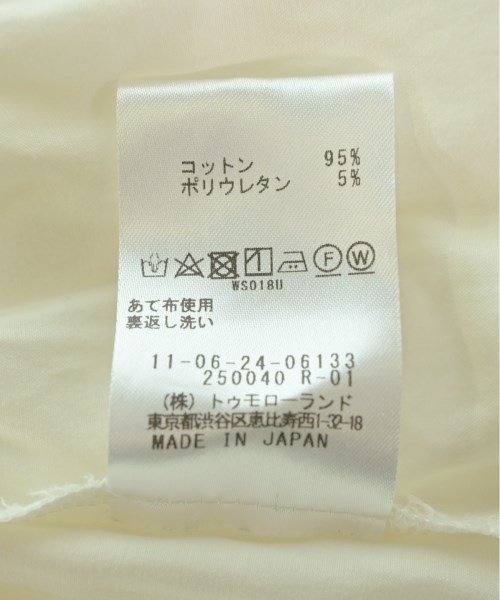 コットン 95%
ポリウレタン 5%
F W
WS018U
あて布使用
裏返し洗い
11-06-24-06133
250040 R-01
(株) トゥモローランド
東京都渋谷区恵比寿西1-32-18
MADE IN JAPAN